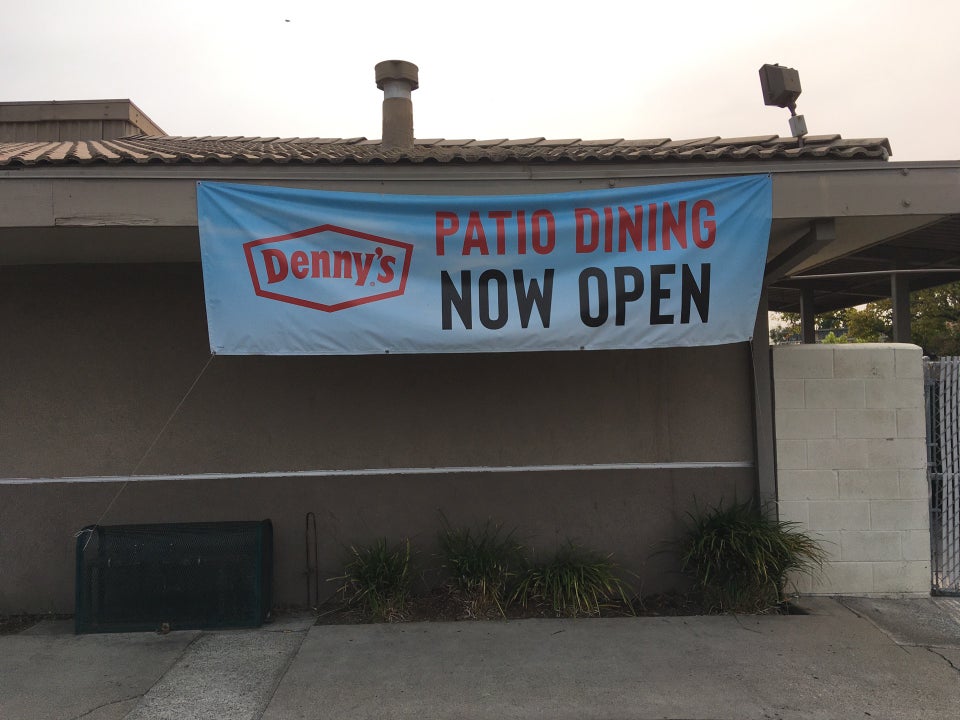 Denny's
PATIO DINING
NOW OPEN